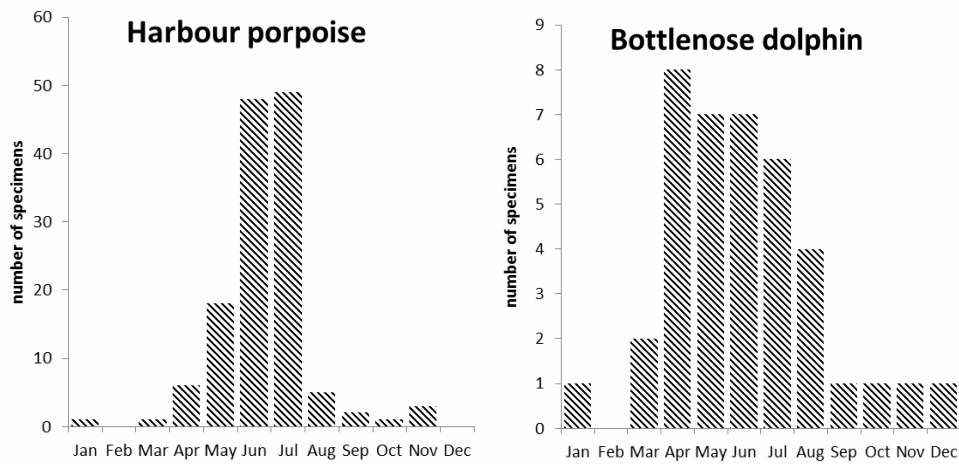 Harbour porpoise
number of specimens
60
50
40
30
20
10
0
Jan Feb Mar Apr May Jun Jul Aug Sep Oct Nov Dec
Bottlenose dolphin
number of specimens
9
8
7
6
5
4
3
2
1
0
Jan Feb Mar Apr May Jun Jul Aug Sep Oct Nov Dec